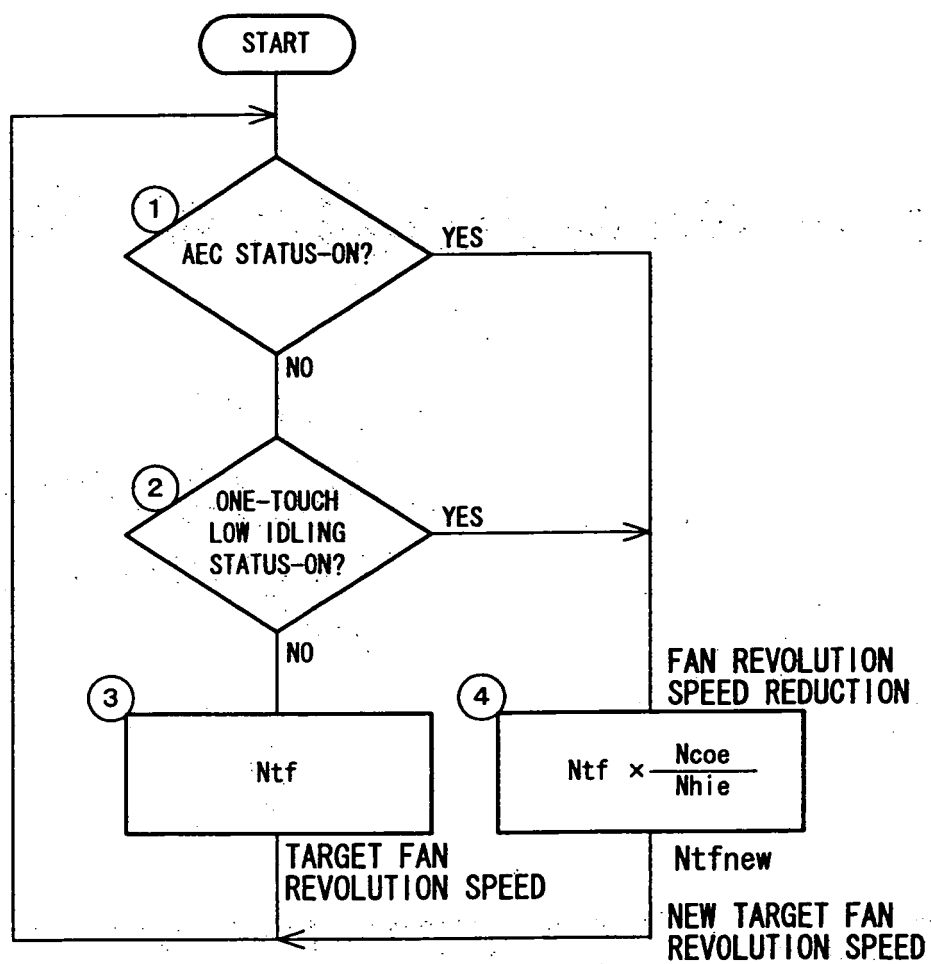 START
1
AEC STATUS-ON?
YES
NO
2
ONE-TOUCH
LOW IDLING
STATUS-ON?
YES
NO
3
Ntf
TARGET FAN
REVOLUTION SPEED
FAN REVOLUTION
SPEED REDUCTION
4
Ntf × Ncoe
Nhie
Ntfnew
NEW TARGET FAN
REVOLUTION SPEED